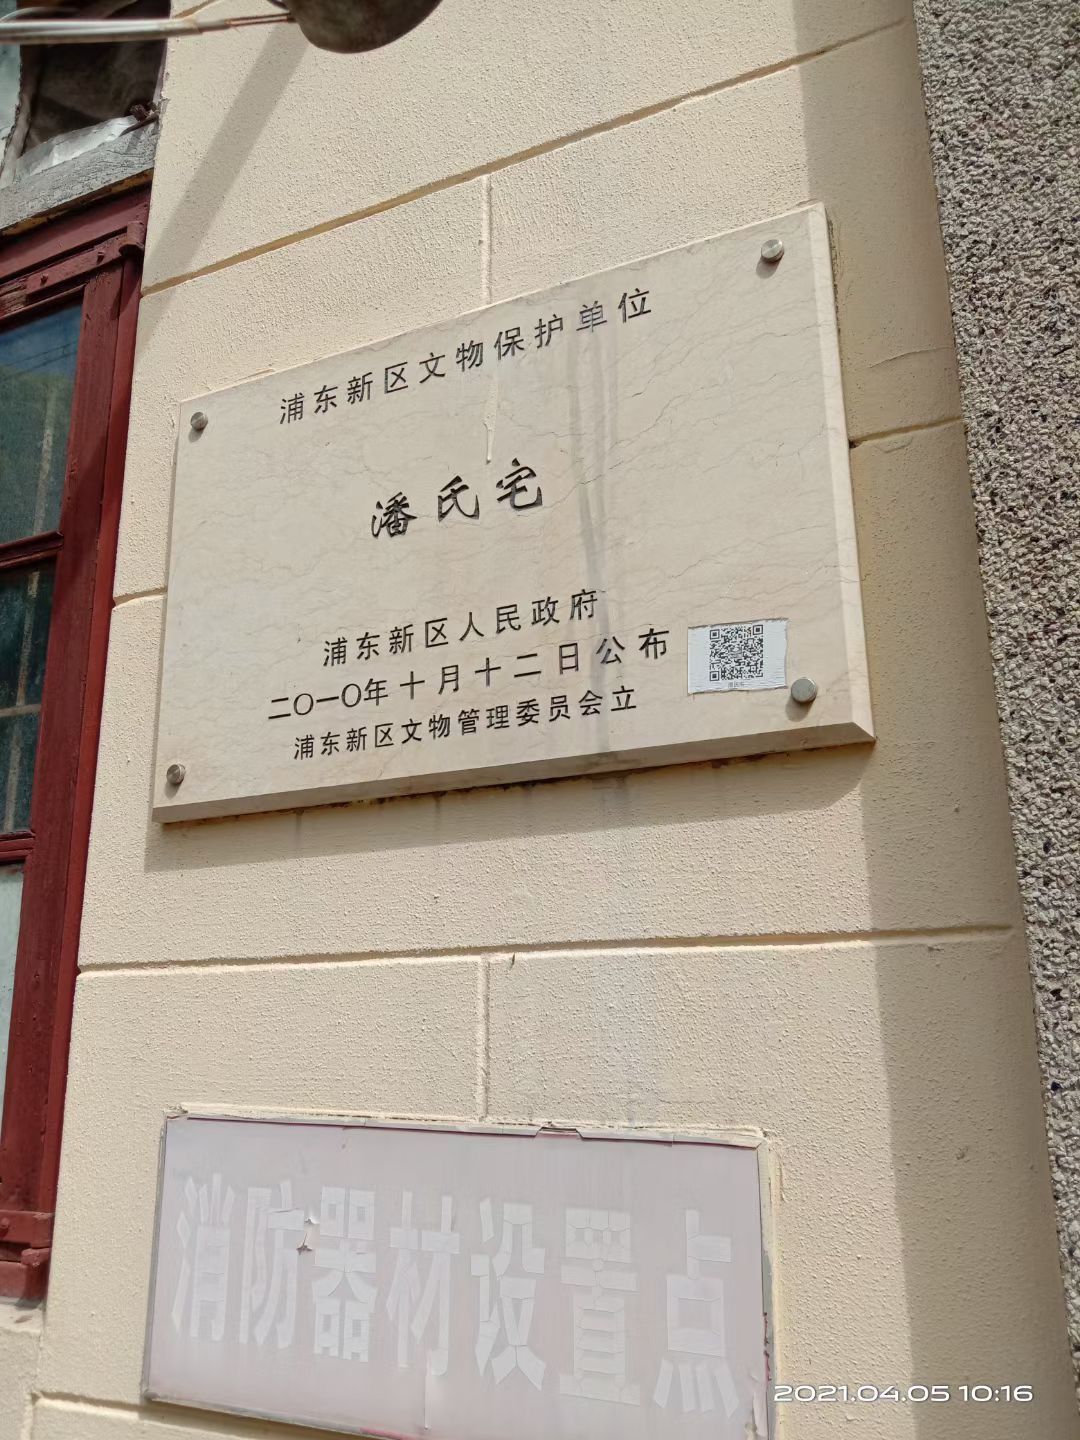 浦东新区文物保护单位
潘氏宅
浦东新区人民政府
二〇一〇年十月十二日公布
浦东新区文物管理委员会立
消防器材设置点
2021.04.05 10:16